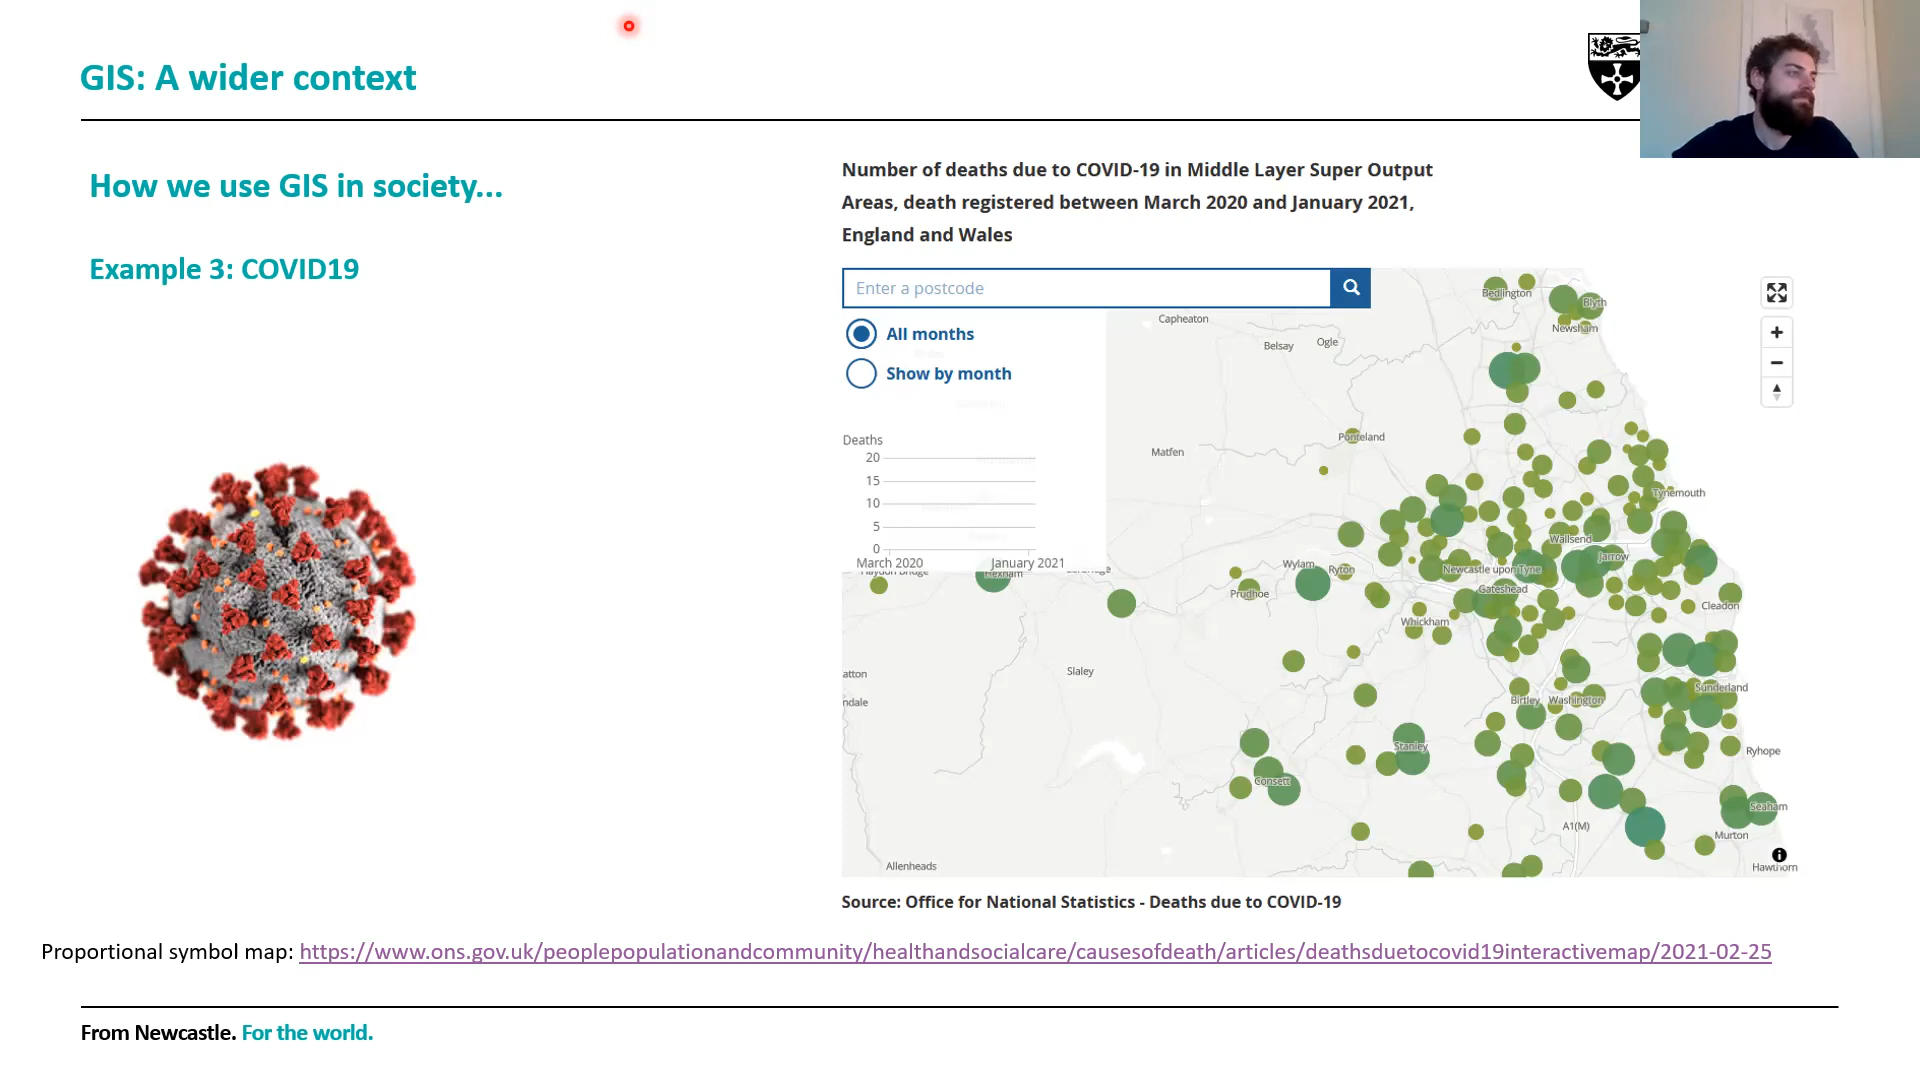 GIS: A wider context
How we use GIS in society...
Example 3: COVID19
Number of deaths due to COVID-19 in Middle Layer Super Output
Areas, death registered between March 2020 and January 2021,
England and Wales
Enter a postcode
All months
Show by month
Deaths
20
15
10
5
0
March 2020
January 2021
Bedlington
Blyth
Newsham
Capheaton
Belsay
Ogle
Ponteland
Matfen
Tynemouth
Wallsend
Jarrow
Haydon Bridge
Hexham
Wylam
Ryton
Newcastle upon Tyne
Prudhoe
Gateshead
Cleadon
Whickham
Slaley
atton
ndale
Birtley
Washington
Sunderland
Stanley
Ryhope
Consett
Seaham
A1(M)
Murton
Allenheads
Hawthorn
Source: Office for National Statistics - Deaths due to COVID-19
Proportional symbol map: https://www.ons.gov.uk/peoplepopulationandcommunity/healthandsocialcare/causesofdeath/articles/deathsduetocovid19interactivemap/2021-02-25
From Newcastle. For the world.